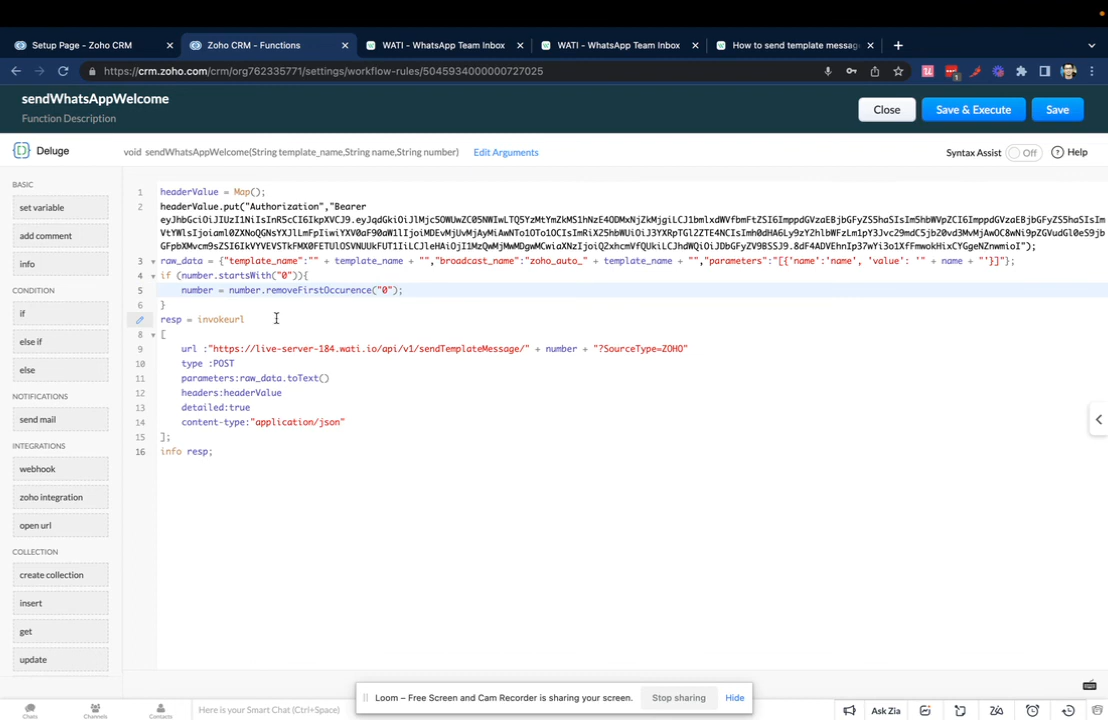 Setup Page - Zoho CRM
Zoho CRM - Functions
WATI - WhatsApp Team Inbox
WATI - WhatsApp Team Inbox
How to send template messag
https://crm.zoho.com/crm/org762335771/settings/workflow-rules/5045934000000727025
sendWhatsAppWelcome
Function Description
Close
Save & Execute
Save
Deluge
void sendWhatsAppWelcome(String template_name,String name,String number)
Edit Arguments
Syntax Assist
Off
Help
BASIC
set variable
add comment
info
CONDITION
if
else if
else
NOTIFICATIONS
send mail
INTEGRATIONS
webhook
zoho integration
open url
COLLECTION
create collection
insert
get
update
1 headerValue = Map();
2 headerValue.put("Authorization","Bearer
3 raw_data = {"template_name":"" + template_name + "","broadcast_name":"zoho_auto_" + template_name + "","parameters":"[{'name':'name', 'value': '" + name + "'}]"};
4 if (number.startsWith("0")){
5 number = number.removeFirstOccurence("0");
6 }
resp = invokeurl
8 [
9 url :"https://live-server-184.wati.io/api/v1/sendTemplateMessage/" + number + "?SourceType=ZOHO"
10 type :POST
11 parameters:raw_data.toText()
12 headers:headerValue
13 detailed:true
14 content-type:"application/json"
15 ];
16 info resp;
Loom – Free Screen and Cam Recorder is sharing your screen.
Stop sharing
Hide
Chats
Channels
Contacts
Here is your Smart Chat (Ctrl+Space)
Ask Zia